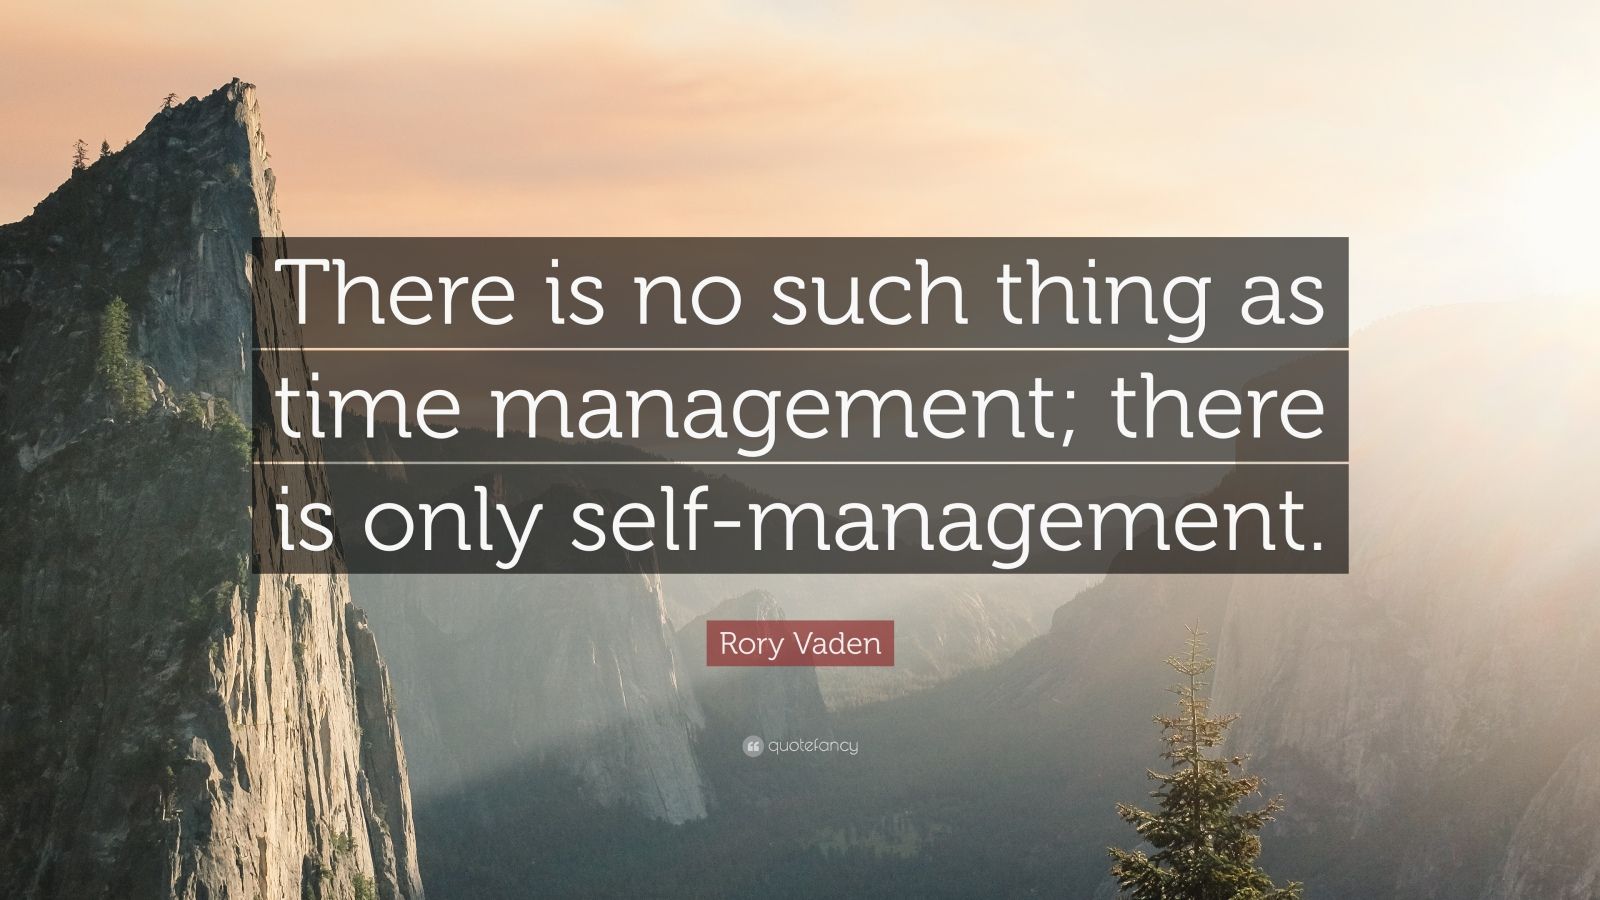 There is no such thing as
time management; there
is only self-management.
Rory Vaden
quotefancy